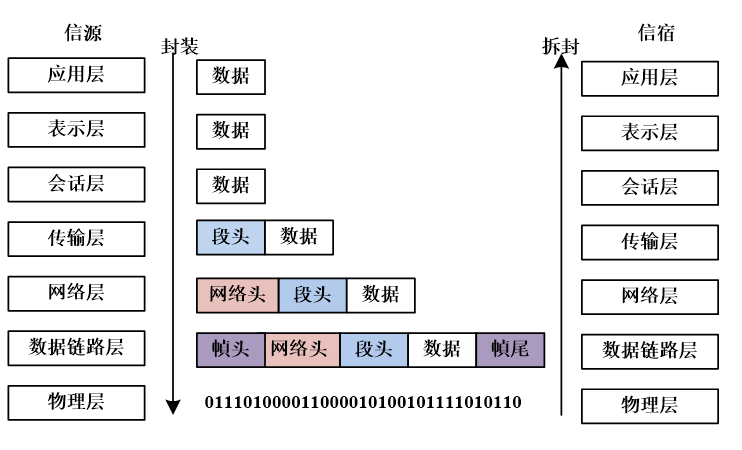 信源
封装
拆封
信宿
应用层
数据
应用层
表示层
数据
表示层
会话层
数据
会话层
传输层
段头 数据
传输层
网络层
网络头 段头 数据
网络层
数据链路层
帧头 网络头 段头 数据 帧尾
数据链路层
物理层
0111010000110000101001011110101​10
物理层